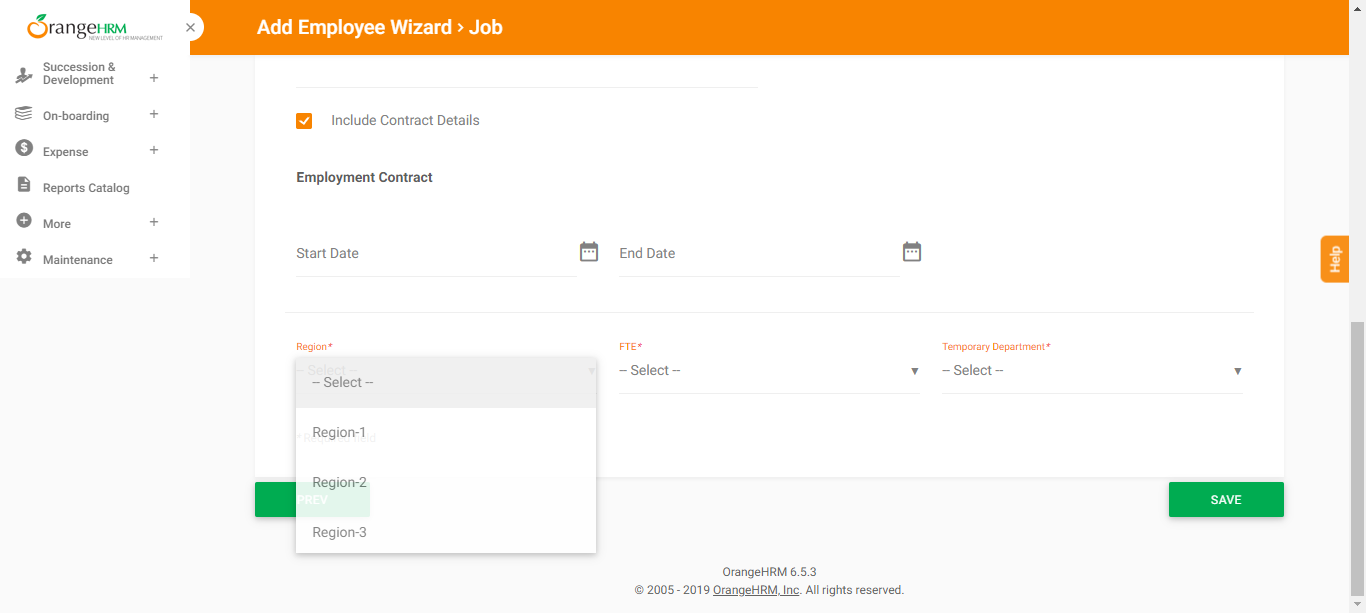 OrangeHRM
NEW LEVEL OF HR MANAGEMENT
Add Employee Wizard › Job
Succession &
Development
On-boarding
Expense
Reports Catalog
More
Maintenance
Include Contract Details
Employment Contract
Start Date
End Date
Help
Region*
FTE*
Temporary Department*
-- Select --
-- Select --
-- Select --
-- Select --
Region-1
Region-2
Region-3
PREV
SAVE
OrangeHRM 6.5.3
© 2005 - 2019 OrangeHRM, Inc. All rights reserved.